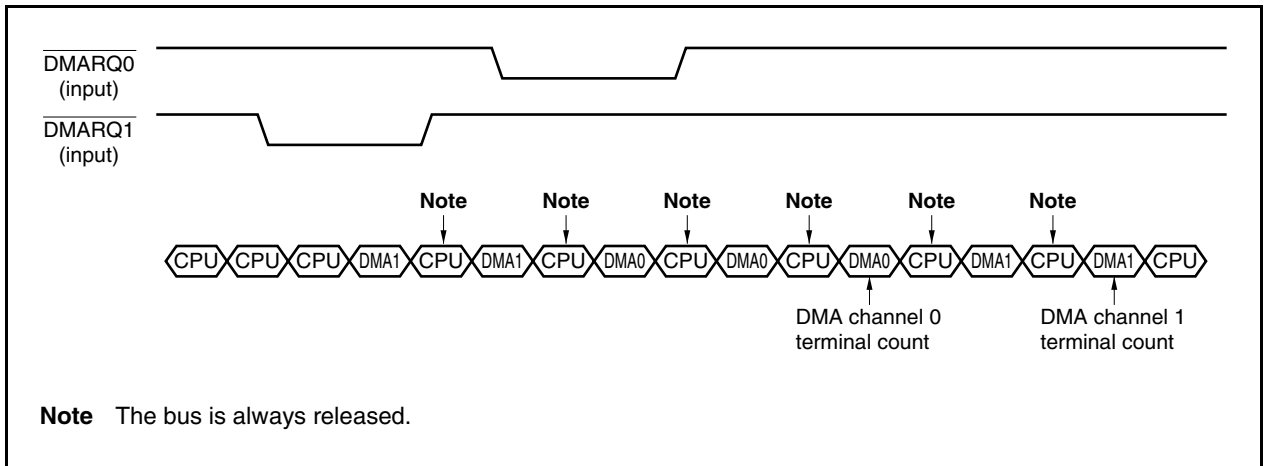 DMARQ0
(input)
DMARQ1
(input)
Note Note Note Note Note Note
CPU CPU CPU DMA1 CPU DMA1 CPU DMA0 CPU DMA0 CPU DMA0 CPU DMA1 CPU DMA1 CPU
DMA channel 0
terminal count
DMA channel 1
terminal count
Note The bus is always released.